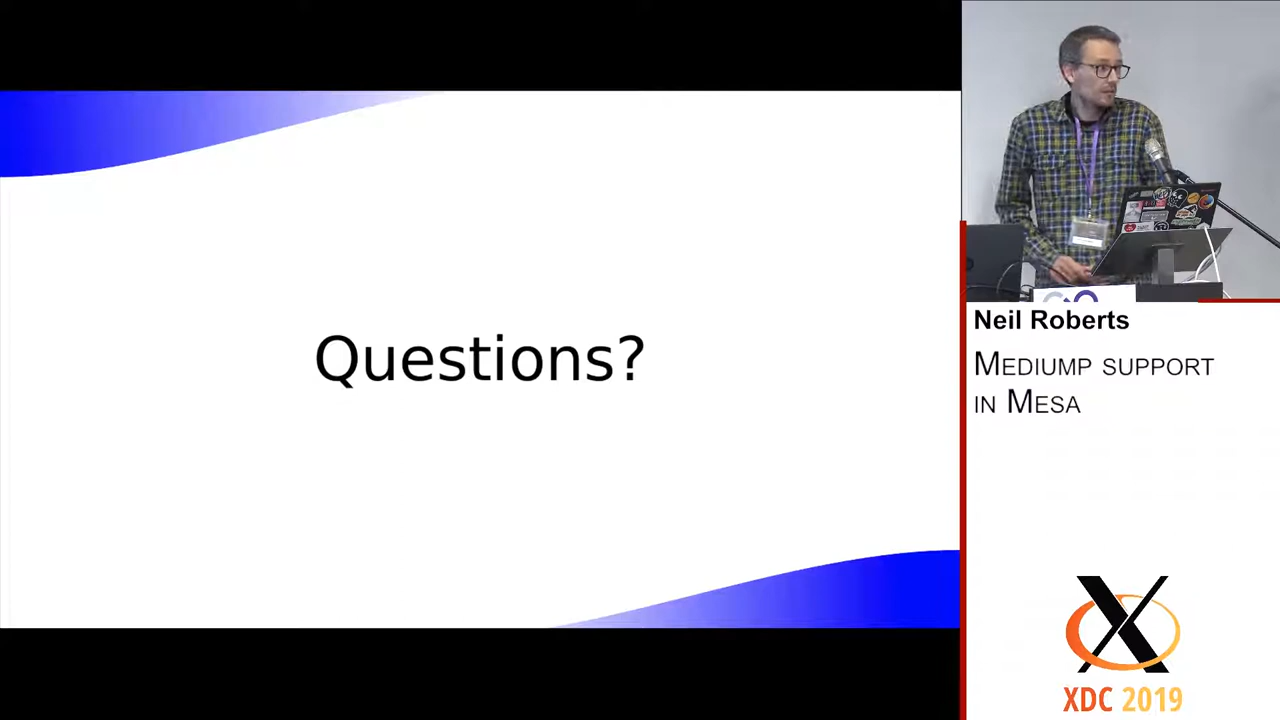 Questions?
Neil Roberts
Mediump support
in Mesa
XDC 2019